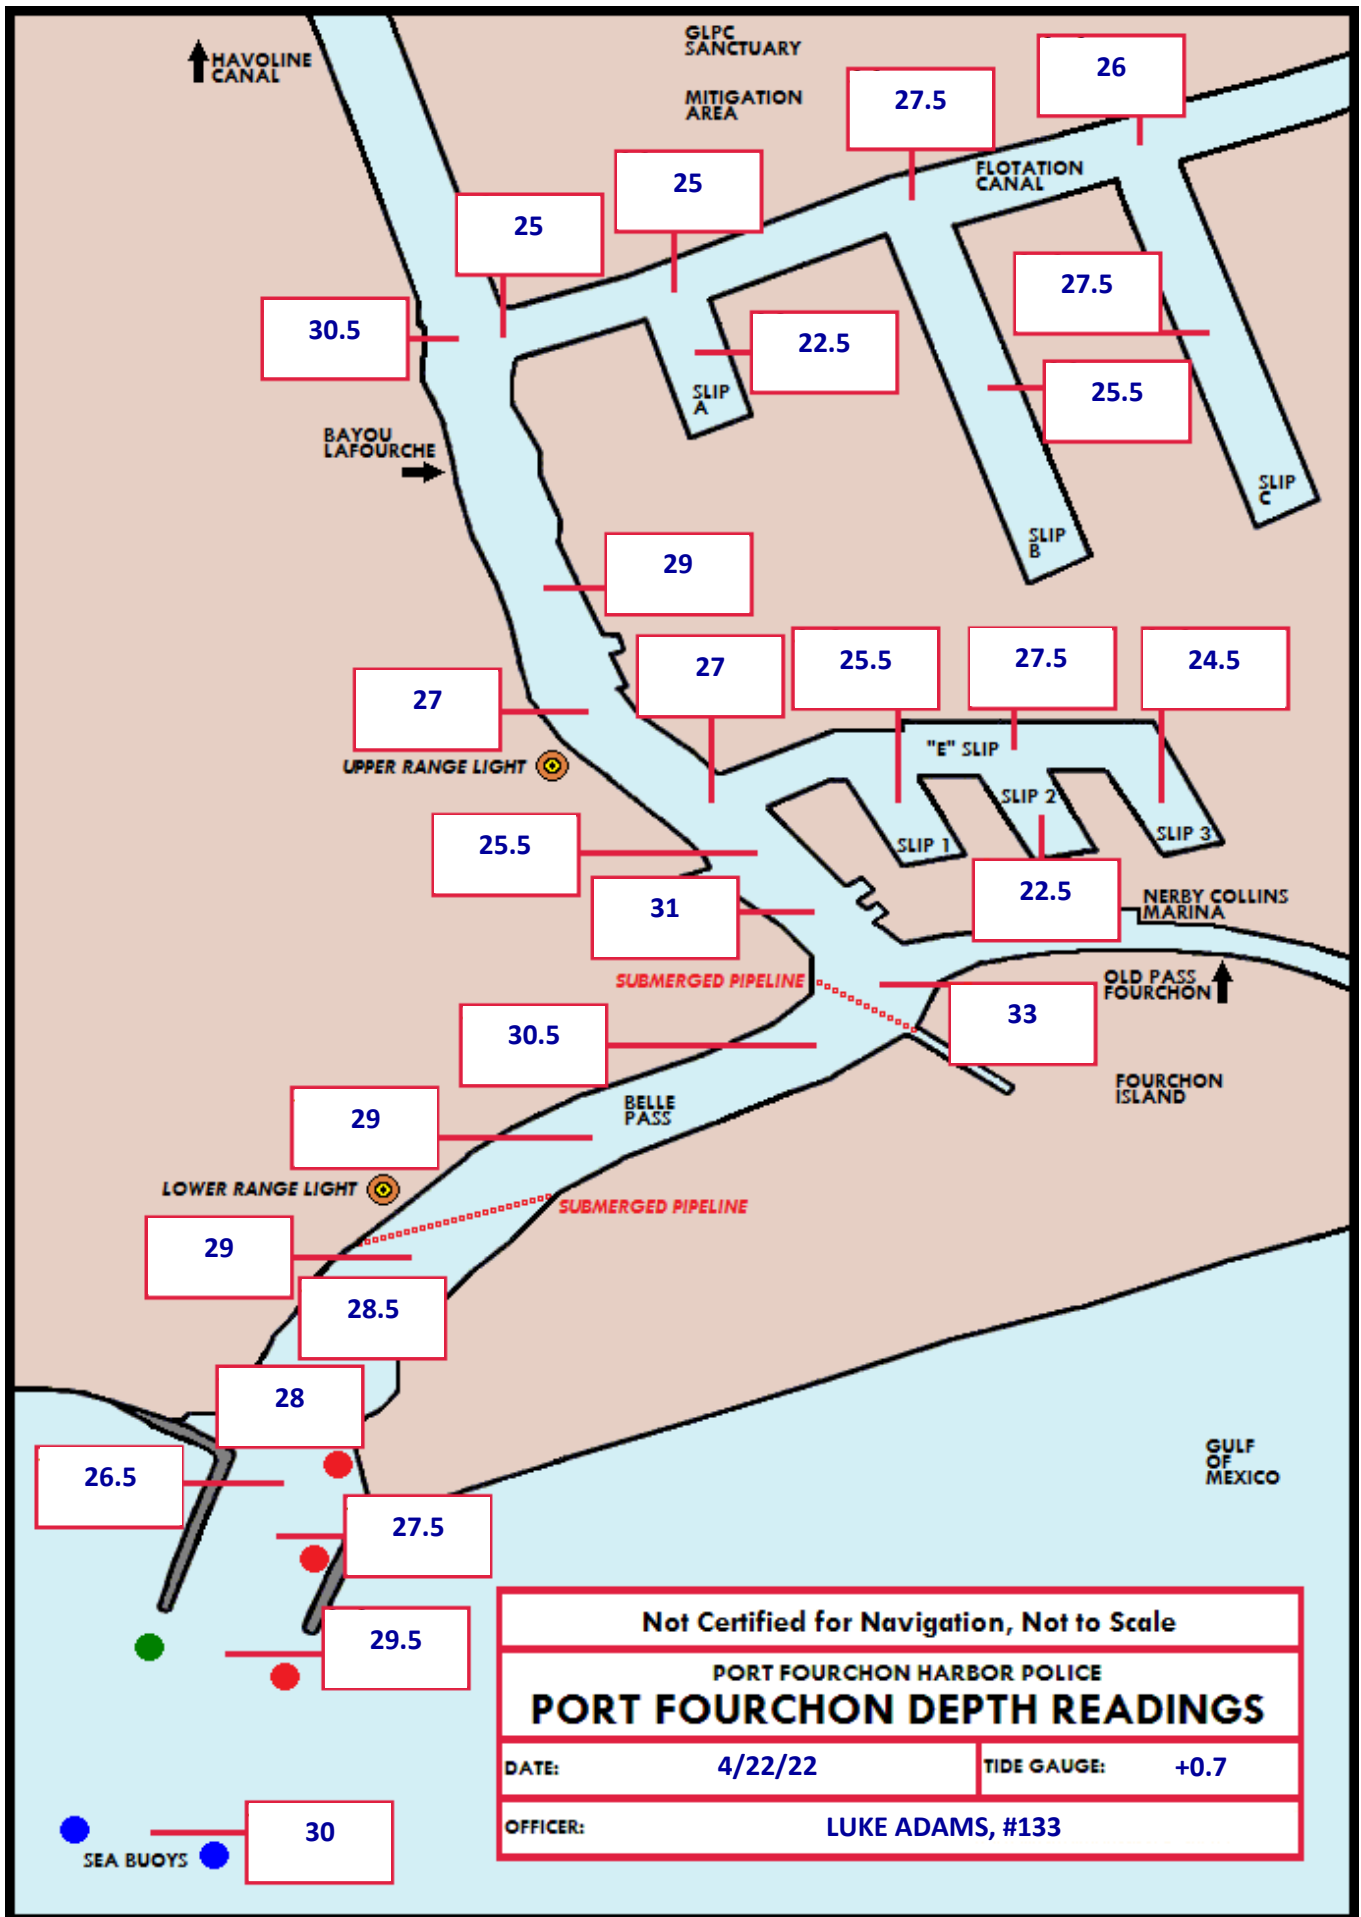 HAVOLINE
CANAL
GLPC
SANCTUARY
MITIGATION
AREA
26
27.5
FLOTATION
CANAL
25
25
27.5
30.5
22.5
25.5
SLIP
A
BAYOU
LAFOURCHE
SLIP
C
SLIP
B
29
27
25.5
27.5
24.5
27
"E" SLIP
UPPER RANGE LIGHT
SLIP 2
SLIP 1
SLIP 3
25.5
22.5
31
NERBY COLLINS
MARINA
SUBMERGED PIPELINE
OLD PASS
FOURCHON
33
30.5
FOURCHON
ISLAND
BELLE
PASS
29
LOWER RANGE LIGHT
SUBMERGED PIPELINE
29
28.5
28
GULF
OF
MEXICO
26.5
27.5
29.5
Not Certified for Navigation, Not to Scale
PORT FOURCHON HARBOR POLICE
PORT FOURCHON DEPTH READINGS
DATE: 4/22/22 TIDE GAUGE: +0.7
OFFICER: LUKE ADAMS, #133
30
SEA BUOYS